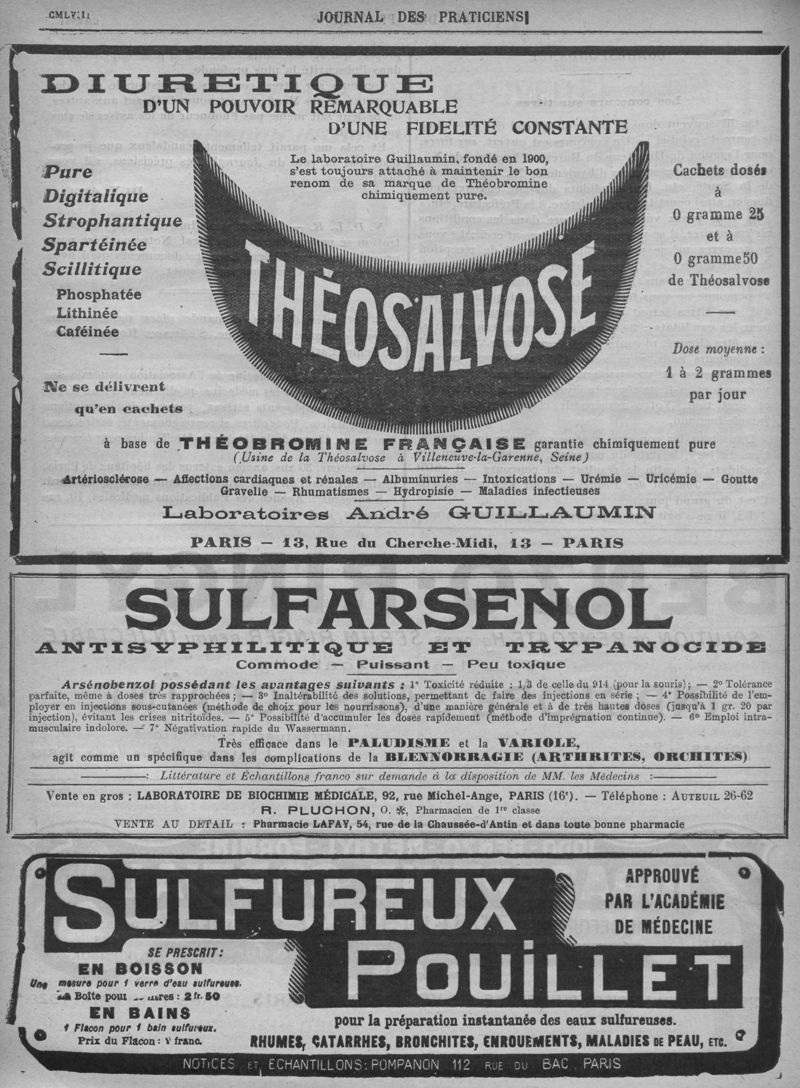 CMLVIII
JOURNAL DES PRATICIENS
DIURETIQUE
D'UN POUVOIR REMARQUABLE
D'UNE FIDELITÉ CONSTANTE
Le laboratoire Guillaumin, fondé en 1900,
s'est toujours attaché à maintenir le bon
renom de sa marque de Théobromine
chimiquement pure.
Pure
Digitalique
Strophantique
Spartéinée
Scillitique
Phosphatée
Lithinée
Caféinée
Ne se délivrent
qu'en cachets
THÉOSALVOSE
Cachets dosés
à
0 gramme 25
et à
0 gramme 50
de Théosalvose
Dose moyenne :
1 à 2 grammes
par jour
à base de THÉOBROMINE FRANÇAISE garantie chimiquement pure
(Usine de la Théosalvose à Villeneuve-la-Garenne, Seine)
Artériosclérose — Affections cardiaques et rénales — Albuminuries — Intoxications — Urémie — Uricémie — Goutte
Gravelle — Rhumatismes — Hydropisie — Maladies infectieuses
Laboratoires André GUILLAUMIN
PARIS — 13, Rue du Cherche-Midi, 13 — PARIS
SULFARSENOL
ANTISYPHILITIQUE ET TRYPANOCIDE
Commode — Puissant — Peu toxique
Arsénobenzol possédant les avantages suivants : 1° Toxicité réduite : 1/3 de celle du 914 (pour la souris) ; — 2° Tolérance
parfaite, même à doses très rapprochées ; — 3° Inaltérabilité des solutions, permettant de faire des injections en série ; — 4° Possibilité de l'em-
ployer en injections sous-cutanées (méthode de choix pour les nourrissons), d'une manière générale et à de très hautes doses (jusqu'à 1 gr. 20 par
injection), évitant les crises nitritoïdes. — 5° Possibilité d'accumuler les doses rapidement (méthode d'imprégnation continue). — 6° Emploi intra-
musculaire indolore. — 7° Négativation rapide du Wassermann.
Très efficace dans le PALUDISME et la VARIOLE,
agit comme un spécifique dans les complications de la BLENNORRAGIE (ARTHRITES, ORCHITES)
Littérature et Échantillons franco sur demande à la disposition de MM. les Médecins :
Vente en gros : LABORATOIRE DE BIOCHIMIE MÉDICALE, 92, rue Michel-Ange, PARIS (16e). — Téléphone : AUTEUIL 26-62
R. PLUCHON, O. ✻, Pharmacien de 1re classe
VENTE AU DETAIL : Pharmacie LAFAY, 54, rue de la Chaussée-d'Antin et dans toute bonne pharmacie
SULFUREUX
POUILLET
APPROUVÉ
PAR L'ACADÉMIE
DE MÉDECINE
SE PRESCRIT :
EN BOISSON
Une mesure pour 1 verre d'eau sulfureuse.
La Boîte pour litres : 2 fr. 50
EN BAINS
1 Flacon pour 1 bain sulfureux.
Prix du Flacon : franc.
pour la préparation instantanée des eaux sulfureuses.
RHUMES, CATARRHES, BRONCHITES, ENROUEMENTS, MALADIES DE PEAU, ETC.
NOTICES ET ECHANTILLONS : POMPANON 112 RUE DU BAC. PARIS